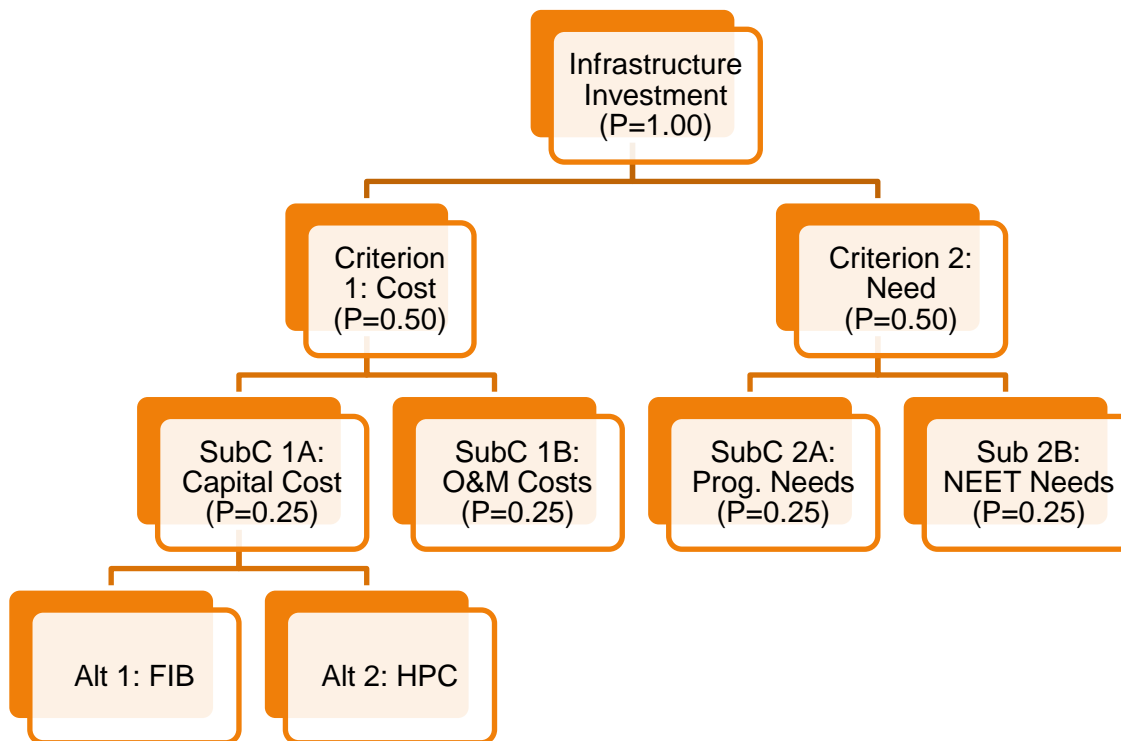 Infrastructure
Investment
(P=1.00)
Criterion
1: Cost
(P=0.50)
Criterion 2:
Need
(P=0.50)
SubC 1A:
Capital Cost
(P=0.25)
SubC 1B:
O&M Costs
(P=0.25)
SubC 2A:
Prog. Needs
(P=0.25)
Sub 2B:
NEET Needs
(P=0.25)
Alt 1: FIB
Alt 2: HPC